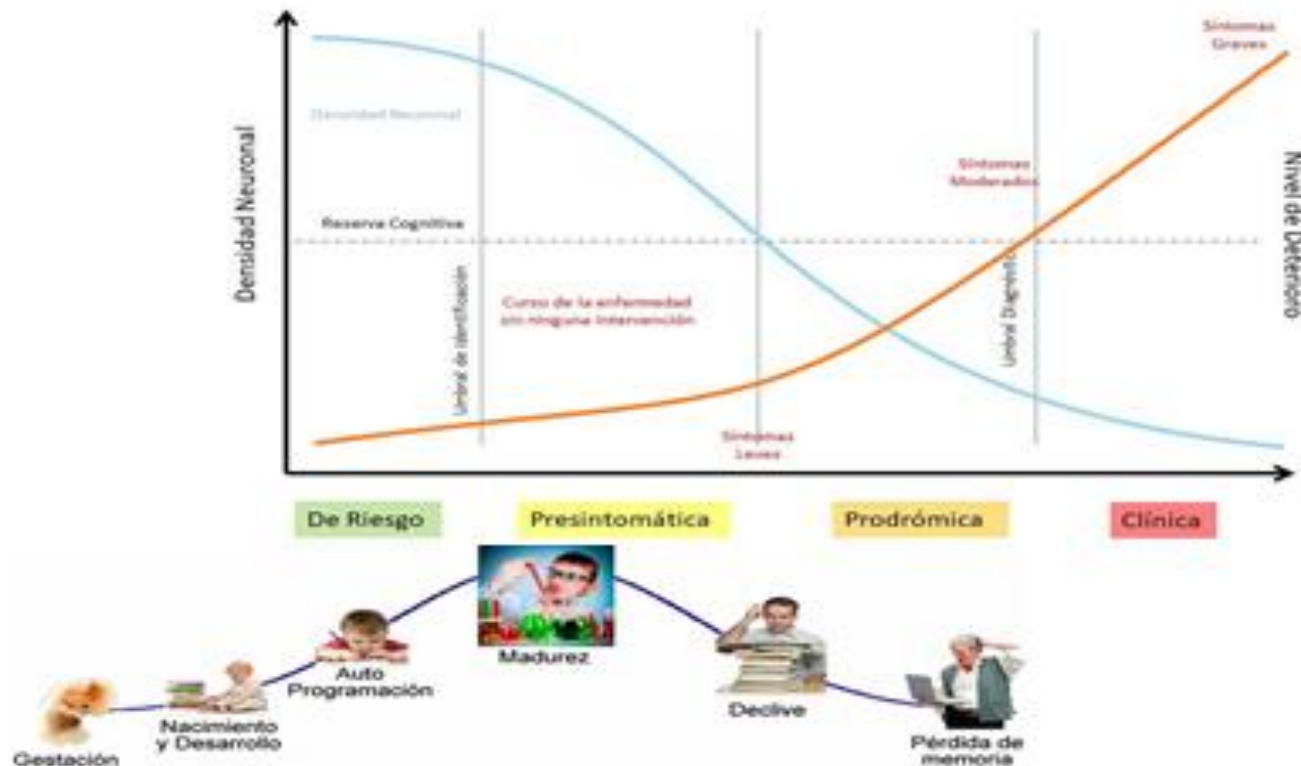 Síntomas
Graves
Densidad Neuronal
Densidad Neuronal
Síntomas
Moderados
Nivel de Deterioro
Reserva Cognitiva
Umbral de identificación
Curso de la enfermedad
sin ninguna intervención
Umbral Diagnóstico
Síntomas
Leves
De Riesgo
Presintomática
Prodrómica
Clínica
Madurez
Auto
Programación
Nacimiento
y Desarrollo
Gestación
Declive
Pérdida de
memoria